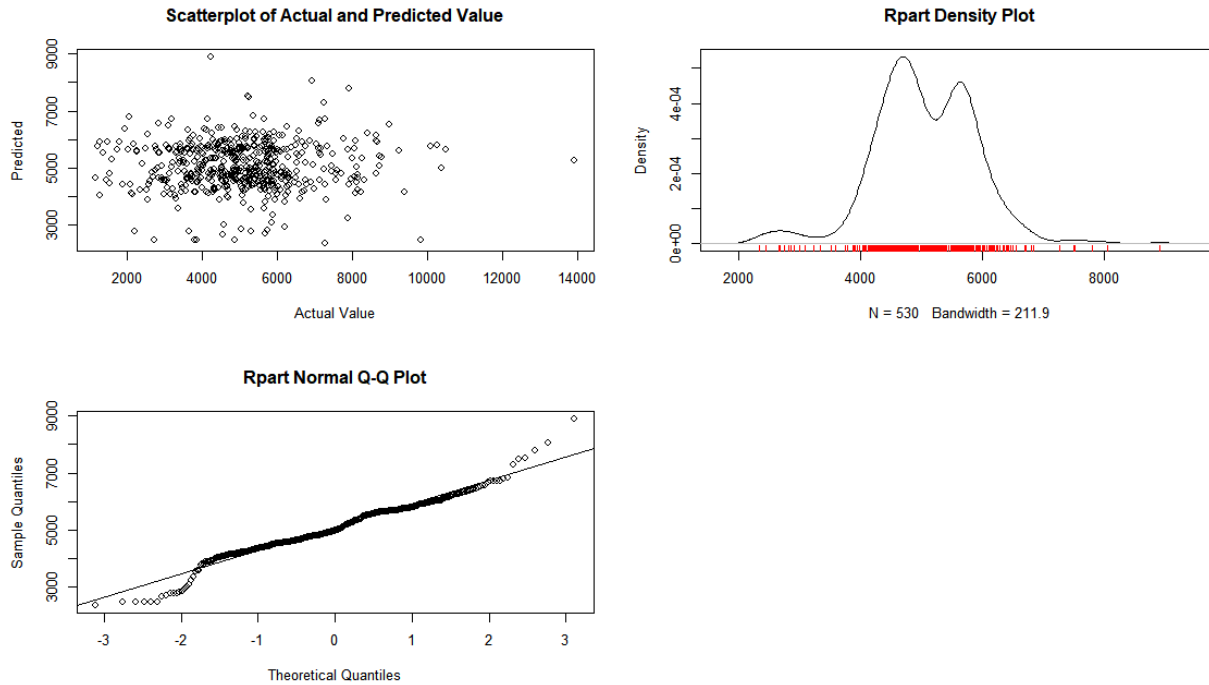 Scatterplot of Actual and Predicted Value
Predicted
9000
7000
5000
3000
2000 4000 6000 8000 10000 12000 14000
Actual Value
Rpart Density Plot
Density
4e-04
2e-04
0e+00
2000 4000 6000 8000
N = 530 Bandwidth = 211.9
Rpart Normal Q-Q Plot
Sample Quantiles
9000
7000
5000
3000
-3 -2 -1 0 1 2 3
Theoretical Quantiles